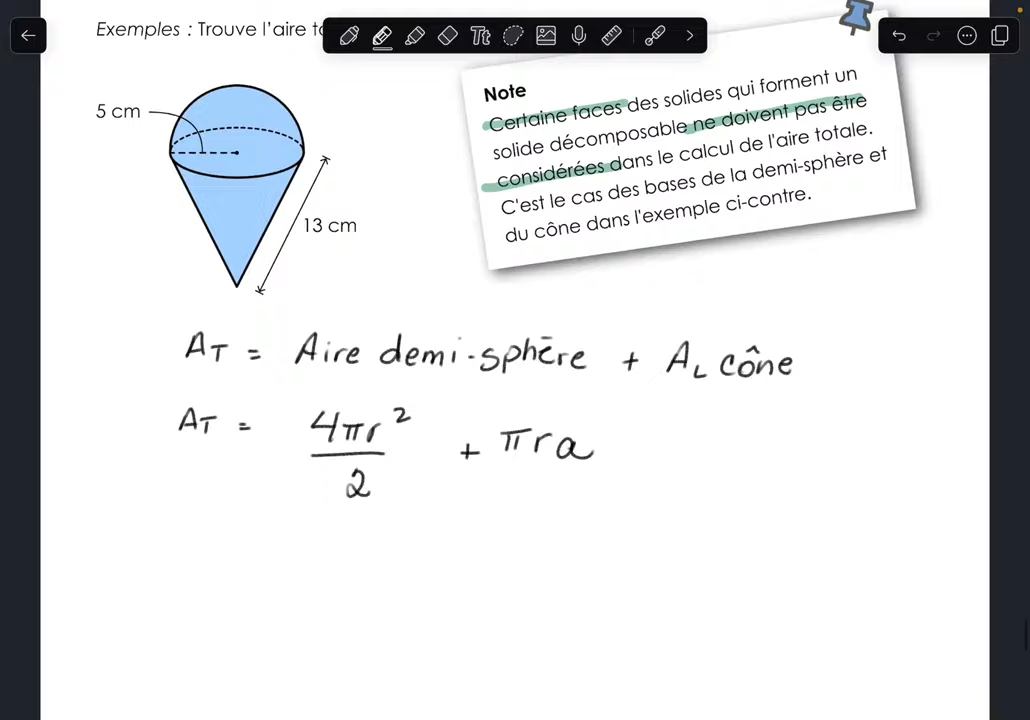 Exemples : Trouve l'aire to
Tt
5 cm
13 cm
Note
Certaine faces des solides qui forment un
solide décomposable ne doivent pas être
considérées dans le calcul de l'aire totale.
C'est le cas des bases de la demi-sphère et
du cône dans l'exemple ci-contre.
AT = Aire demi-sphère + AL cône
AT = 4πr² + πra
2